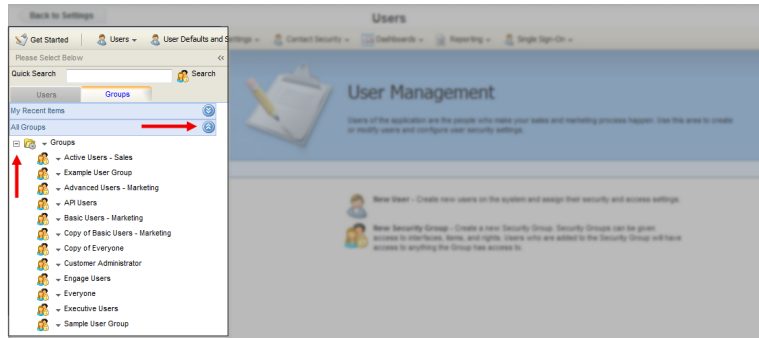 Back to Settings
Users
Get Started Users User Defaults and Settings Contact Security Dashboards Reporting Single Sign-On
Please Select Below <<
Quick Search Search
Users Groups
My Recent Items
All Groups
Groups
Active Users - Sales
Example User Group
Advanced Users - Marketing
API Users
Basic Users - Marketing
Copy of Basic Users - Marketing
Copy of Everyone
Customer Administrator
Engage Users
Everyone
Executive Users
Sample User Group
User Management
Users of the application are the people who make your sales and marketing process happen. Use this area to create
or modify users and configure user security settings.
New User - Create new users on the system and assign their security and access settings.
New Security Group - Create a new Security Group. Security Groups can be given
access to interfaces, items, and rights. Users who are added to the Security Group will have
access to anything the Group has access to.